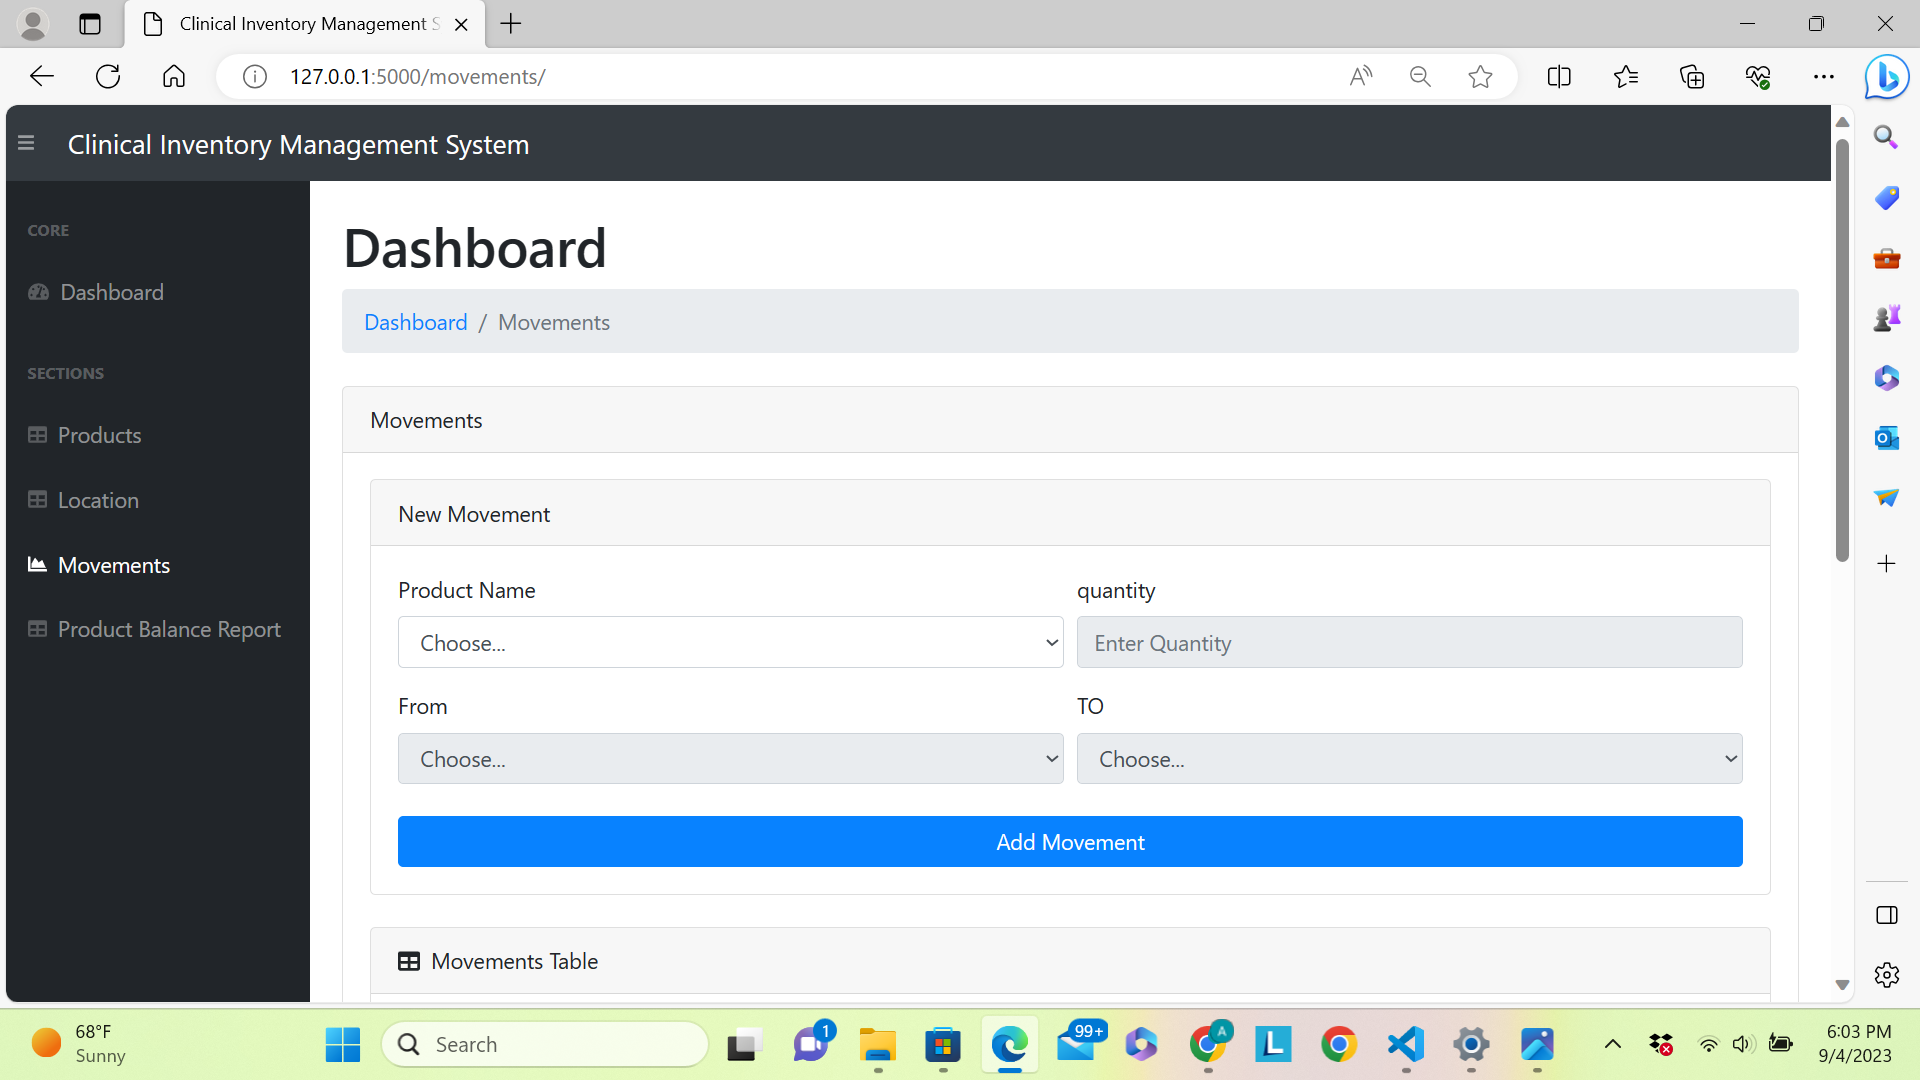 Clinical Inventory Management S
127.0.0.1:5000/movements/
Clinical Inventory Management System
CORE
Dashboard
SECTIONS
Products
Location
Movements
Product Balance Report
Dashboard
Dashboard / Movements
Movements
New Movement
Product Name
quantity
Choose...
Enter Quantity
From
TO
Choose...
Choose...
Add Movement
Movements Table
68°F
Sunny
Search
1
99+
A
L
6:03 PM
9/4/2023